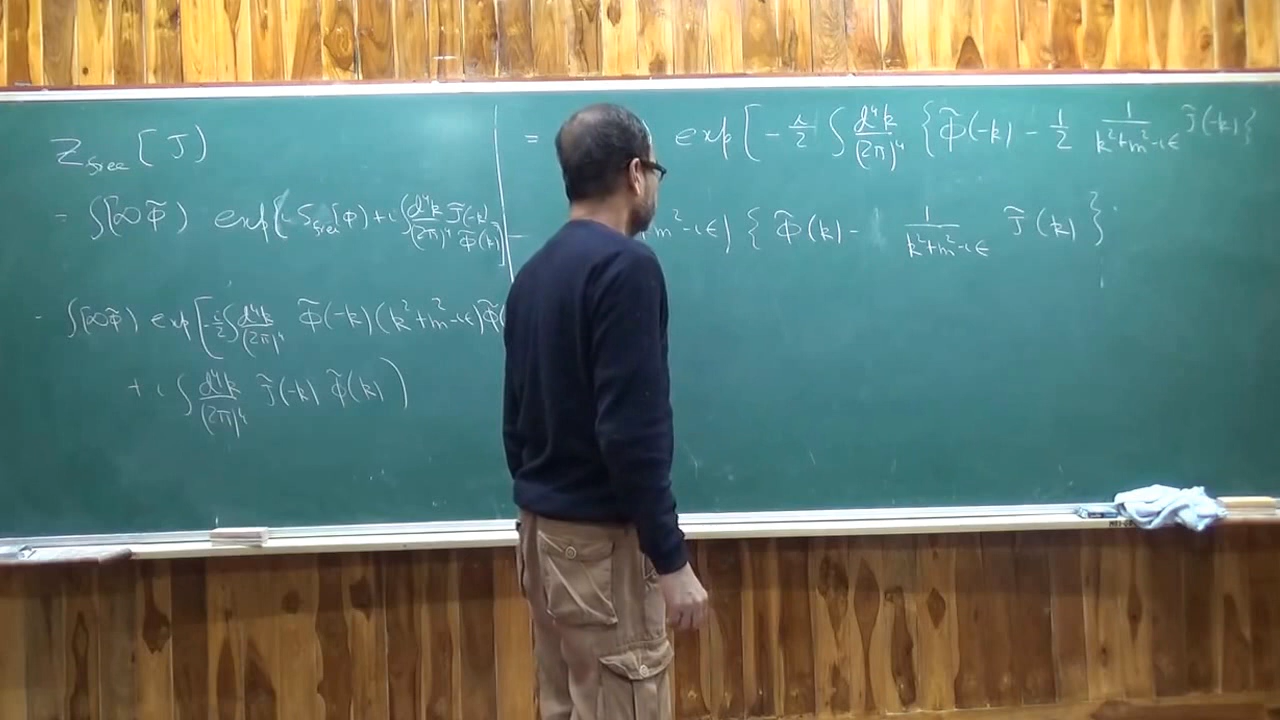 Z_free [J]
= ∫[𝒟φ̃] exp[i S_free[φ] + i ∫ d⁴k/(2π)⁴ J̃(-k) φ̃(k)]
= ∫[𝒟φ̃] exp[-i/2 ∫ d⁴k/(2π)⁴ φ̃(-k) (k²+m²-iε) φ̃(
+ i ∫ d⁴k/(2π)⁴ J̃(-k) φ̃(k)]
= exp[-i/2 ∫ d⁴k/(2π)⁴ {φ̃(-k) - 1/2 1/(k²+m²-iε) J̃(-k)}
m²-iε) {φ̃(k) - 1/(k²+m²-iε) J̃(k)}